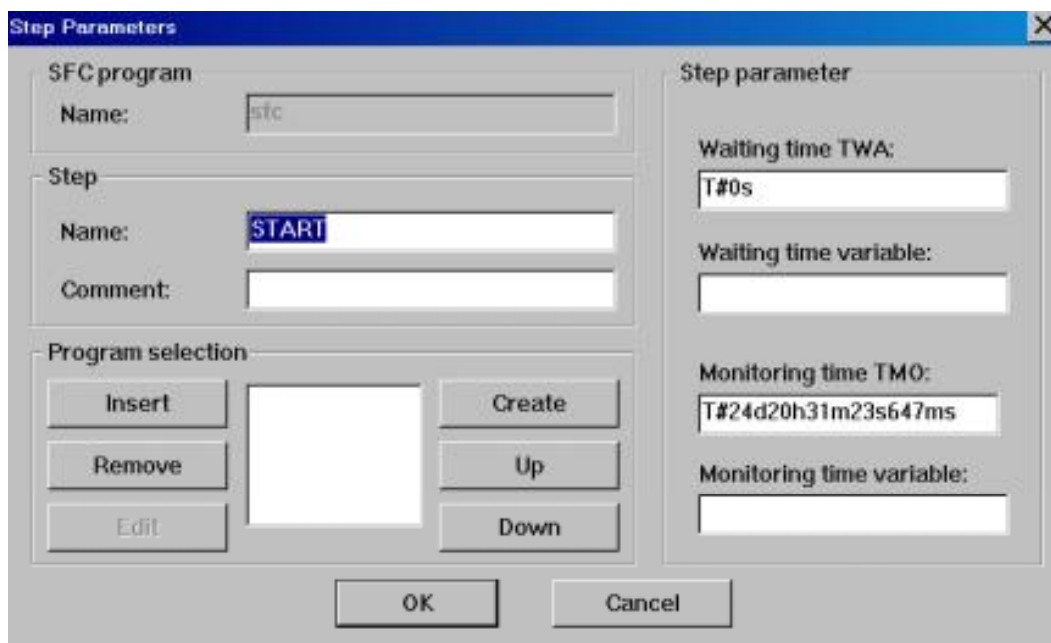 Step Parameters
SFC program
Name:
sfc
Step
Name:
START
Comment:
Program selection
Insert
Create
Remove
Up
Edit
Down
Step parameter
Waiting time TWA:
T#0s
Waiting time variable:
Monitoring time TMO:
T#24d20h31m23s647ms
Monitoring time variable:
OK
Cancel